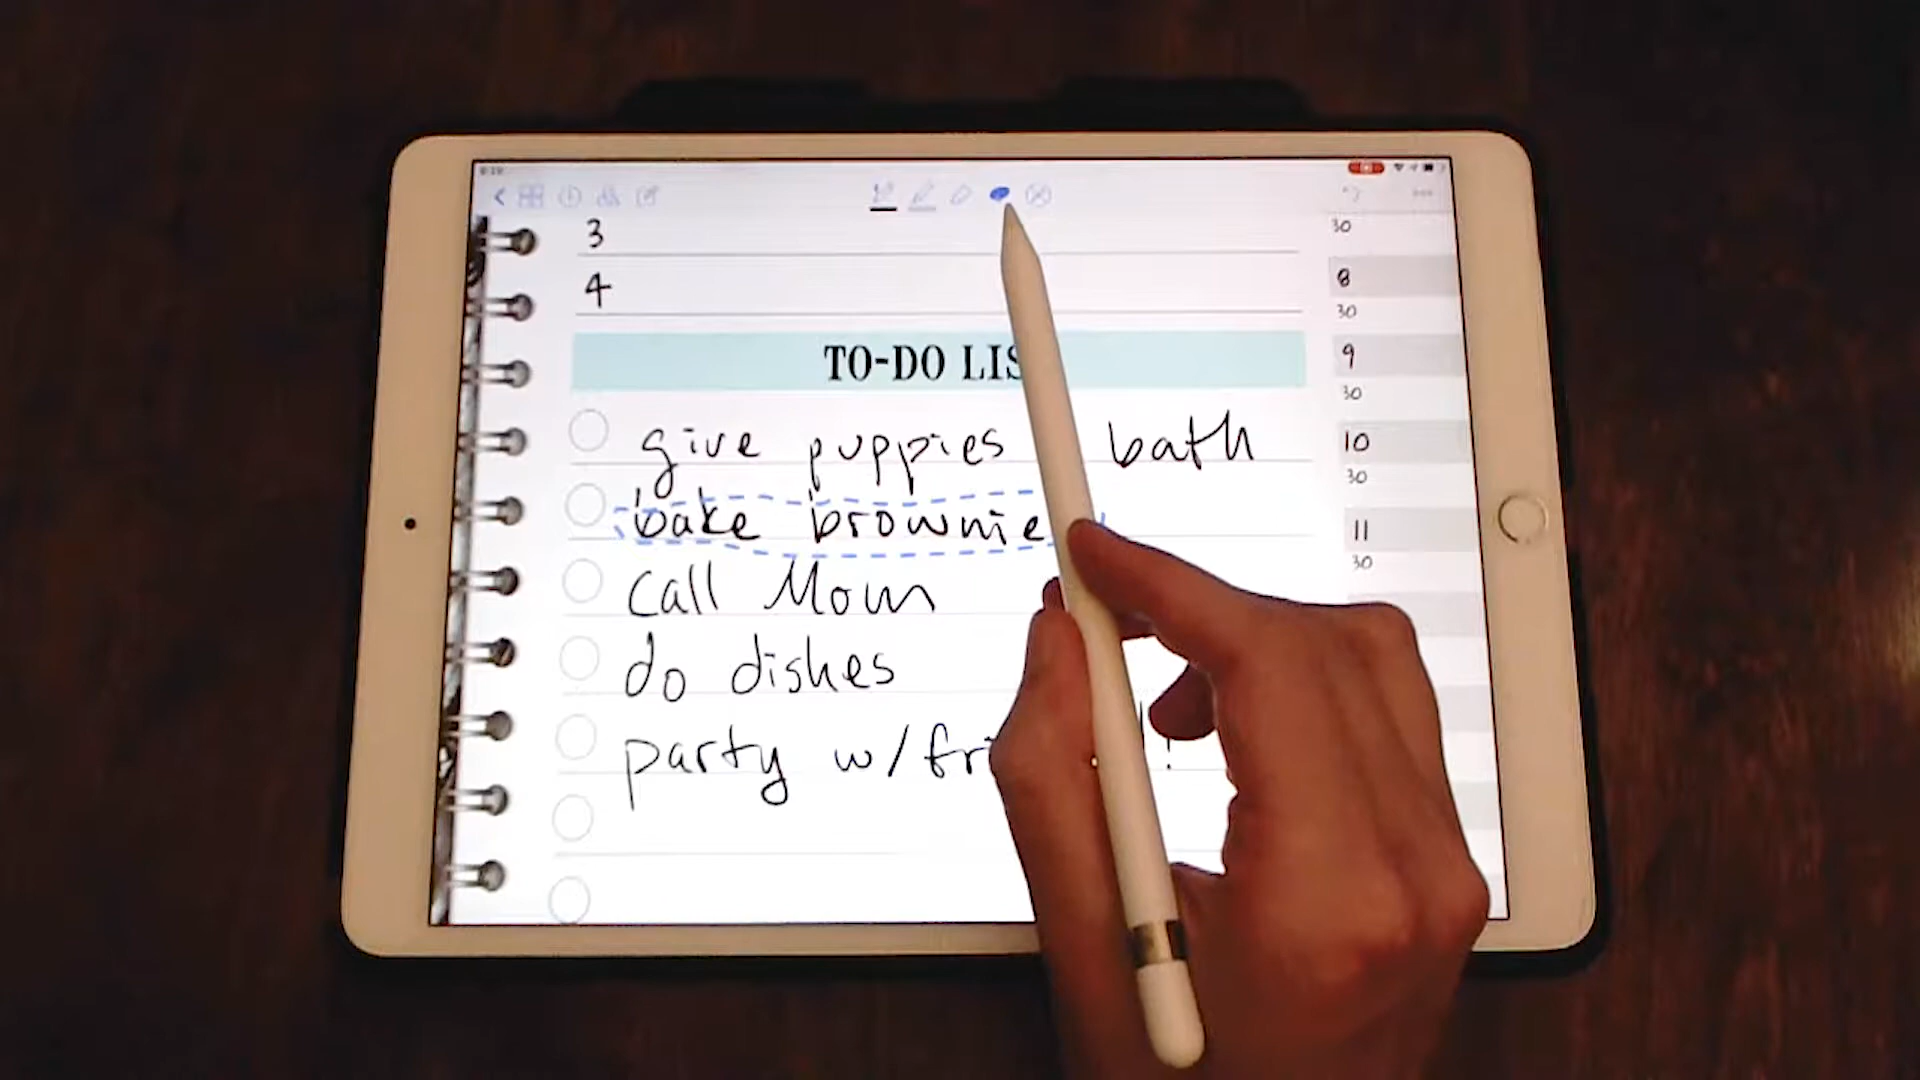 3
30
4
8
30
TO-DO LIS
9
30
give puppies bath
10
30
bake brownie
11
30
call Mom
do dishes
party w/fri !